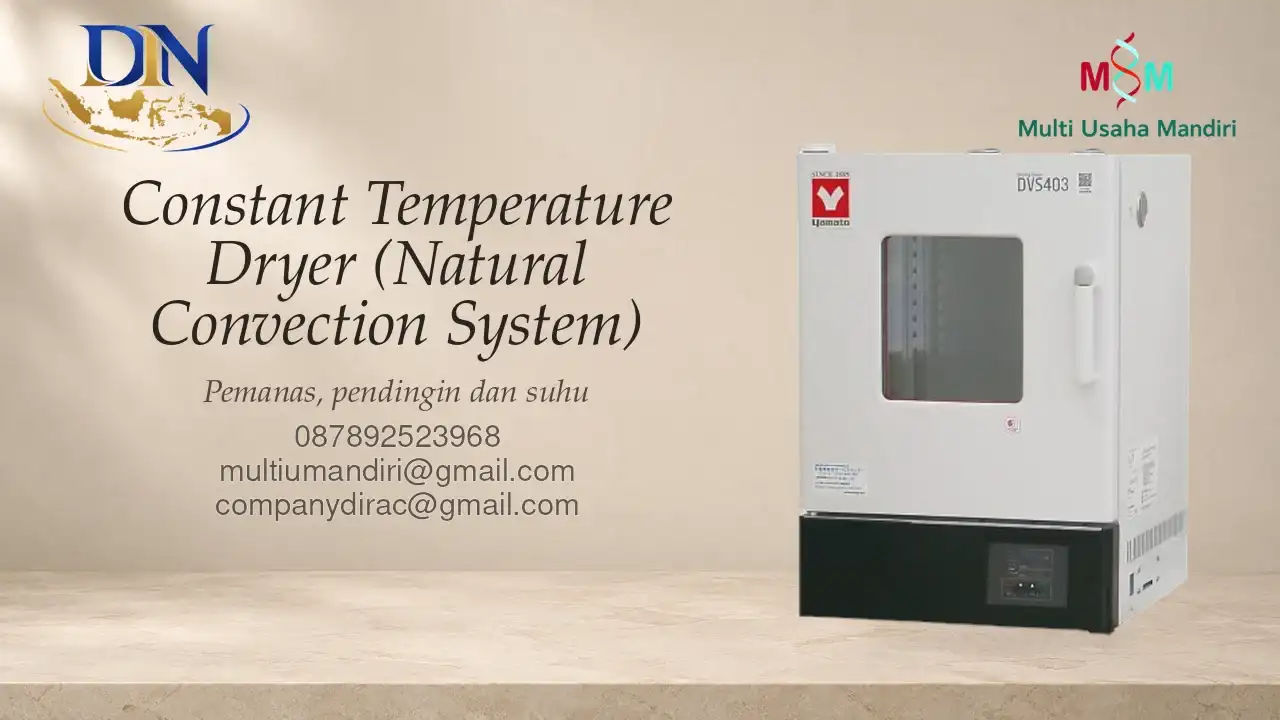 DIN
MSM
Multi Usaha Mandiri
Constant Temperature
Dryer (Natural
Convection System)
Pemanas, pendingin dan suhu
087892523968
multiumandiri@gmail.com
companydirac@gmail.com
SINCE 1889
Yamato
DVS403